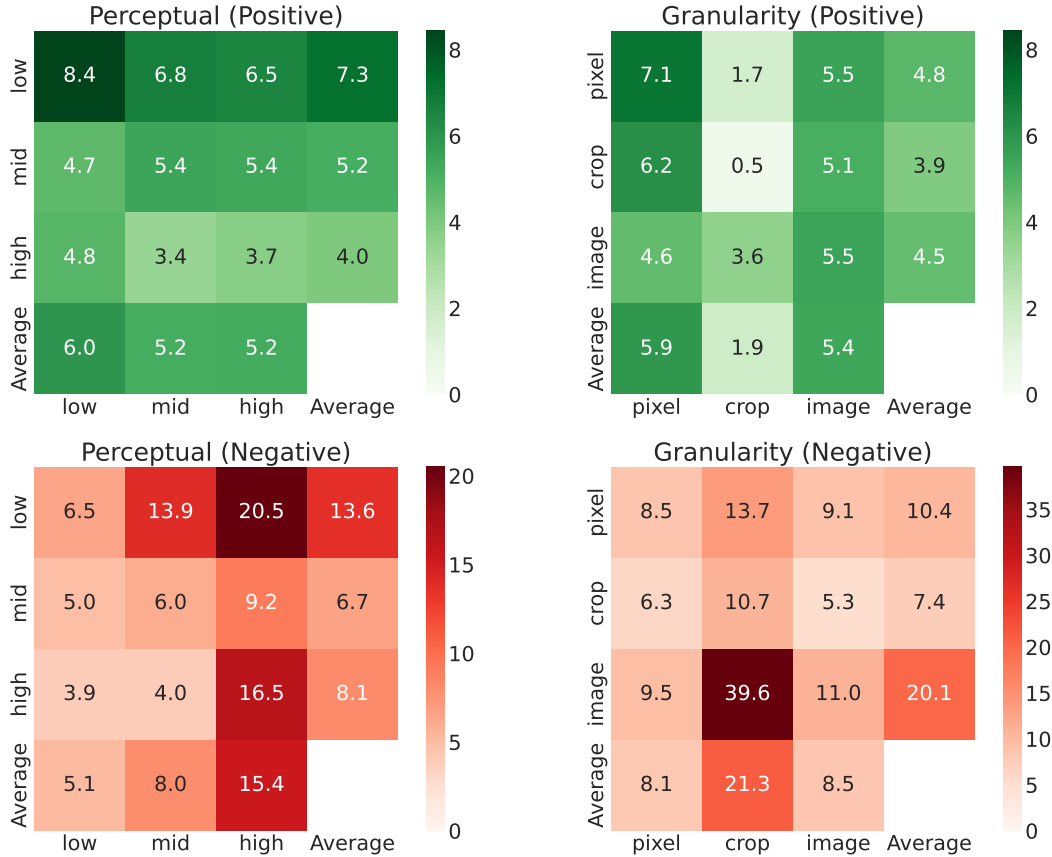 Perceptual (Positive)
low 8.4 6.8 6.5 7.3
mid 4.7 5.4 5.4 5.2
high 4.8 3.4 3.7 4.0
Average 6.0 5.2 5.2
low mid high Average
8
6
4
2
0
Granularity (Positive)
pixel 7.1 1.7 5.5 4.8
crop 6.2 0.5 5.1 3.9
image 4.6 3.6 5.5 4.5
Average 5.9 1.9 5.4
pixel crop image Average
8
6
4
2
0
Perceptual (Negative)
low 6.5 13.9 20.5 13.6
mid 5.0 6.0 9.2 6.7
high 3.9 4.0 16.5 8.1
Average 5.1 8.0 15.4
low mid high Average
20
15
10
5
0
Granularity (Negative)
pixel 8.5 13.7 9.1 10.4
crop 6.3 10.7 5.3 7.4
image 9.5 39.6 11.0 20.1
Average 8.1 21.3 8.5
pixel crop image Average
35
30
25
20
15
10
5
0